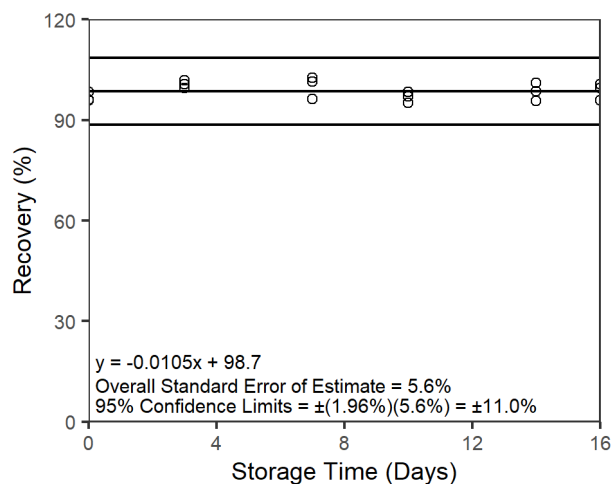 120
90
60
30
0
Recovery (%)
y = -0.0105x + 98.7
Overall Standard Error of Estimate = 5.6%
95% Confidence Limits = ±(1.96%)(5.6%) = ±11.0%
0 4 8 12 16
Storage Time (Days)